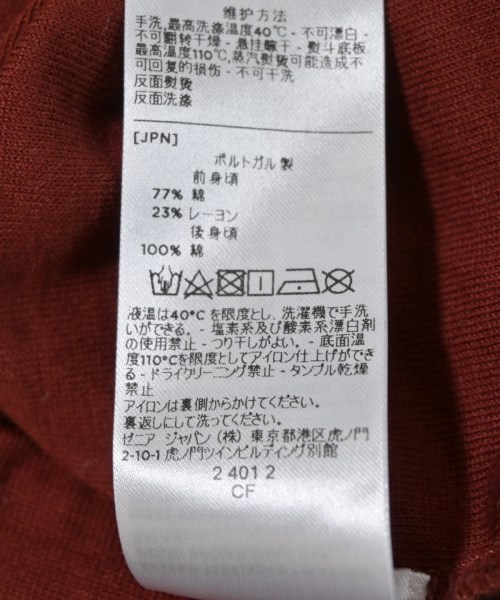 维护方法
手洗,最高洗涤温度40℃ - 不可漂白 -
不可翻转干燥 - 悬挂晾干 - 熨斗底板
最高温度110℃,蒸汽熨烫可能造成不
可回复的损伤 - 不可干洗
反面熨烫
反面洗涤
[JPN]
ポルトガル製
前身頃
77% 綿
23% レーヨン
後身頃
100% 綿
液温は40℃を限度とし、洗濯機で手洗
いができる。 - 塩素系及び酸素系漂白剤
の使用禁止 - つり干しがよい。 - 底面温
度110℃を限度としてアイロン仕上げができ
る - ドライクリーニング禁止 - タンブル乾燥
禁止
アイロンは裏側からかけてください。
裏返しにして洗ってください。
ゼニア ジャパン (株) 東京都港区虎ノ門
2-10-1 虎ノ門ツインビルディング別館
2 401 2
CF